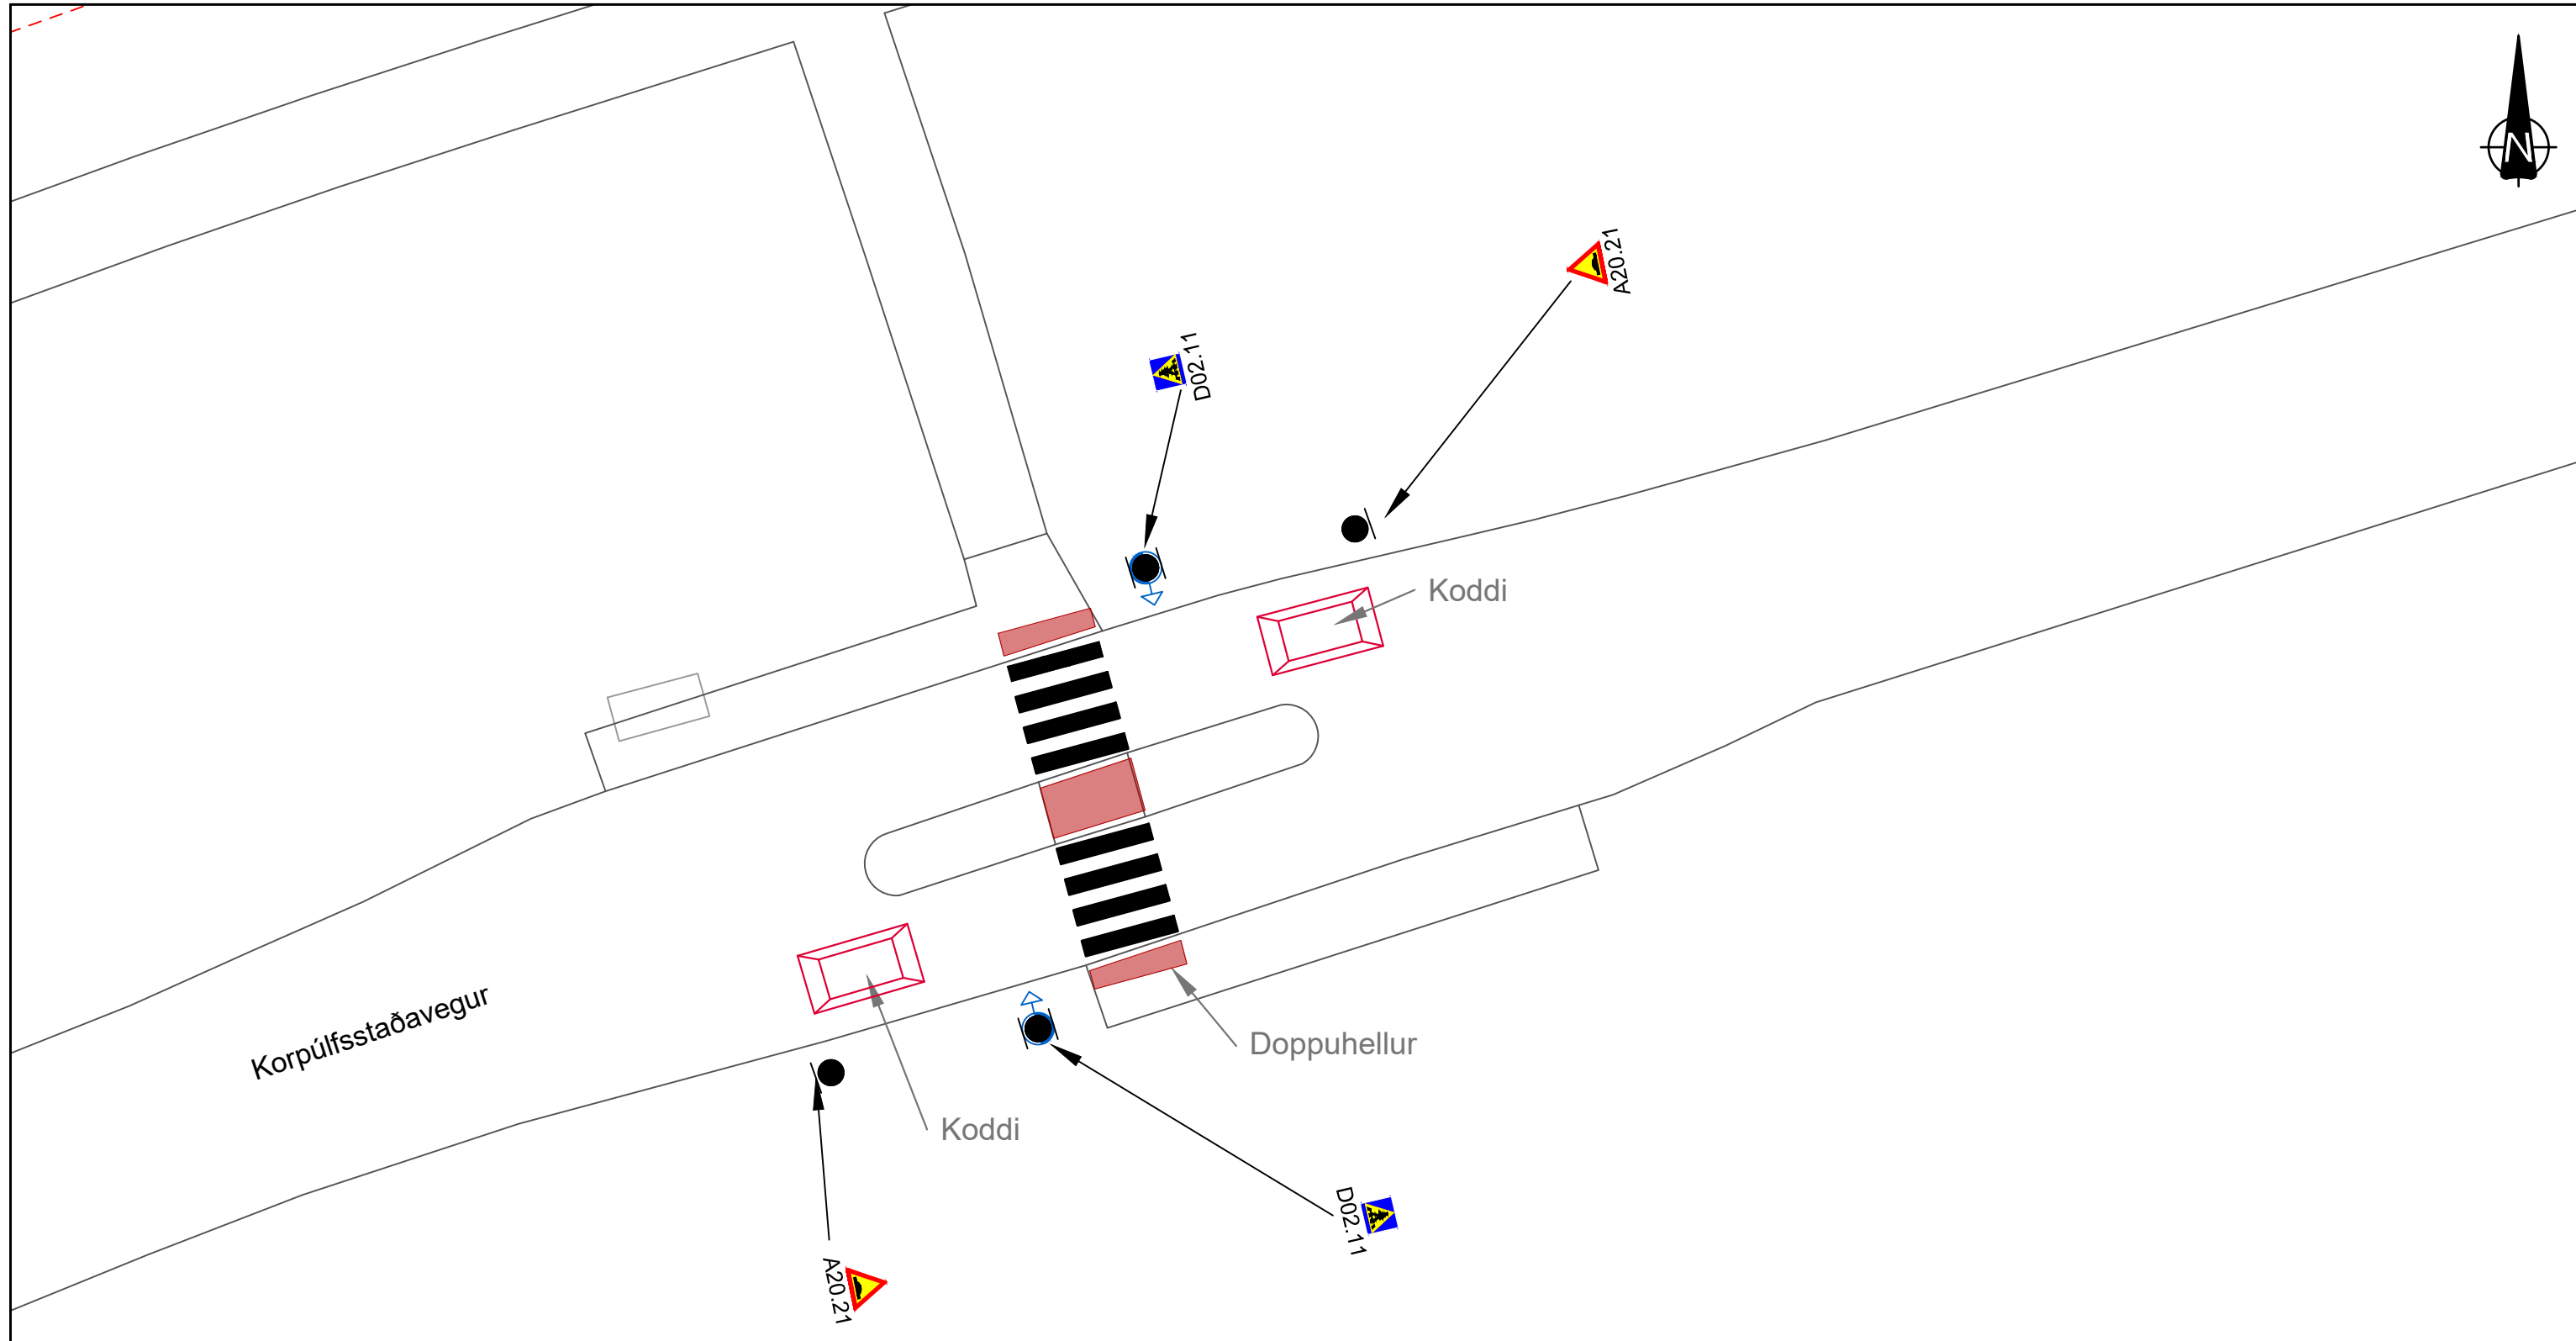 N
A20.21
D02.11
Koddi
Korpúlfsstaðavegur
Doppuhellur
Koddi
D02.11
A20.21